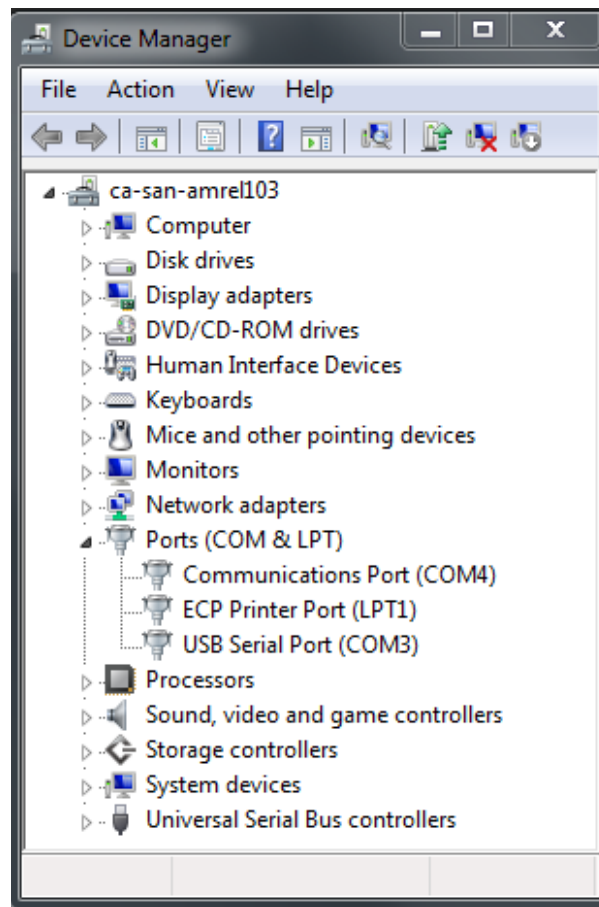 Device Manager
File Action View Help
ca-san-amrel103
Computer
Disk drives
Display adapters
DVD/CD-ROM drives
Human Interface Devices
Keyboards
Mice and other pointing devices
Monitors
Network adapters
Ports (COM & LPT)
Communications Port (COM4)
ECP Printer Port (LPT1)
USB Serial Port (COM3)
Processors
Sound, video and game controllers
Storage controllers
System devices
Universal Serial Bus controllers